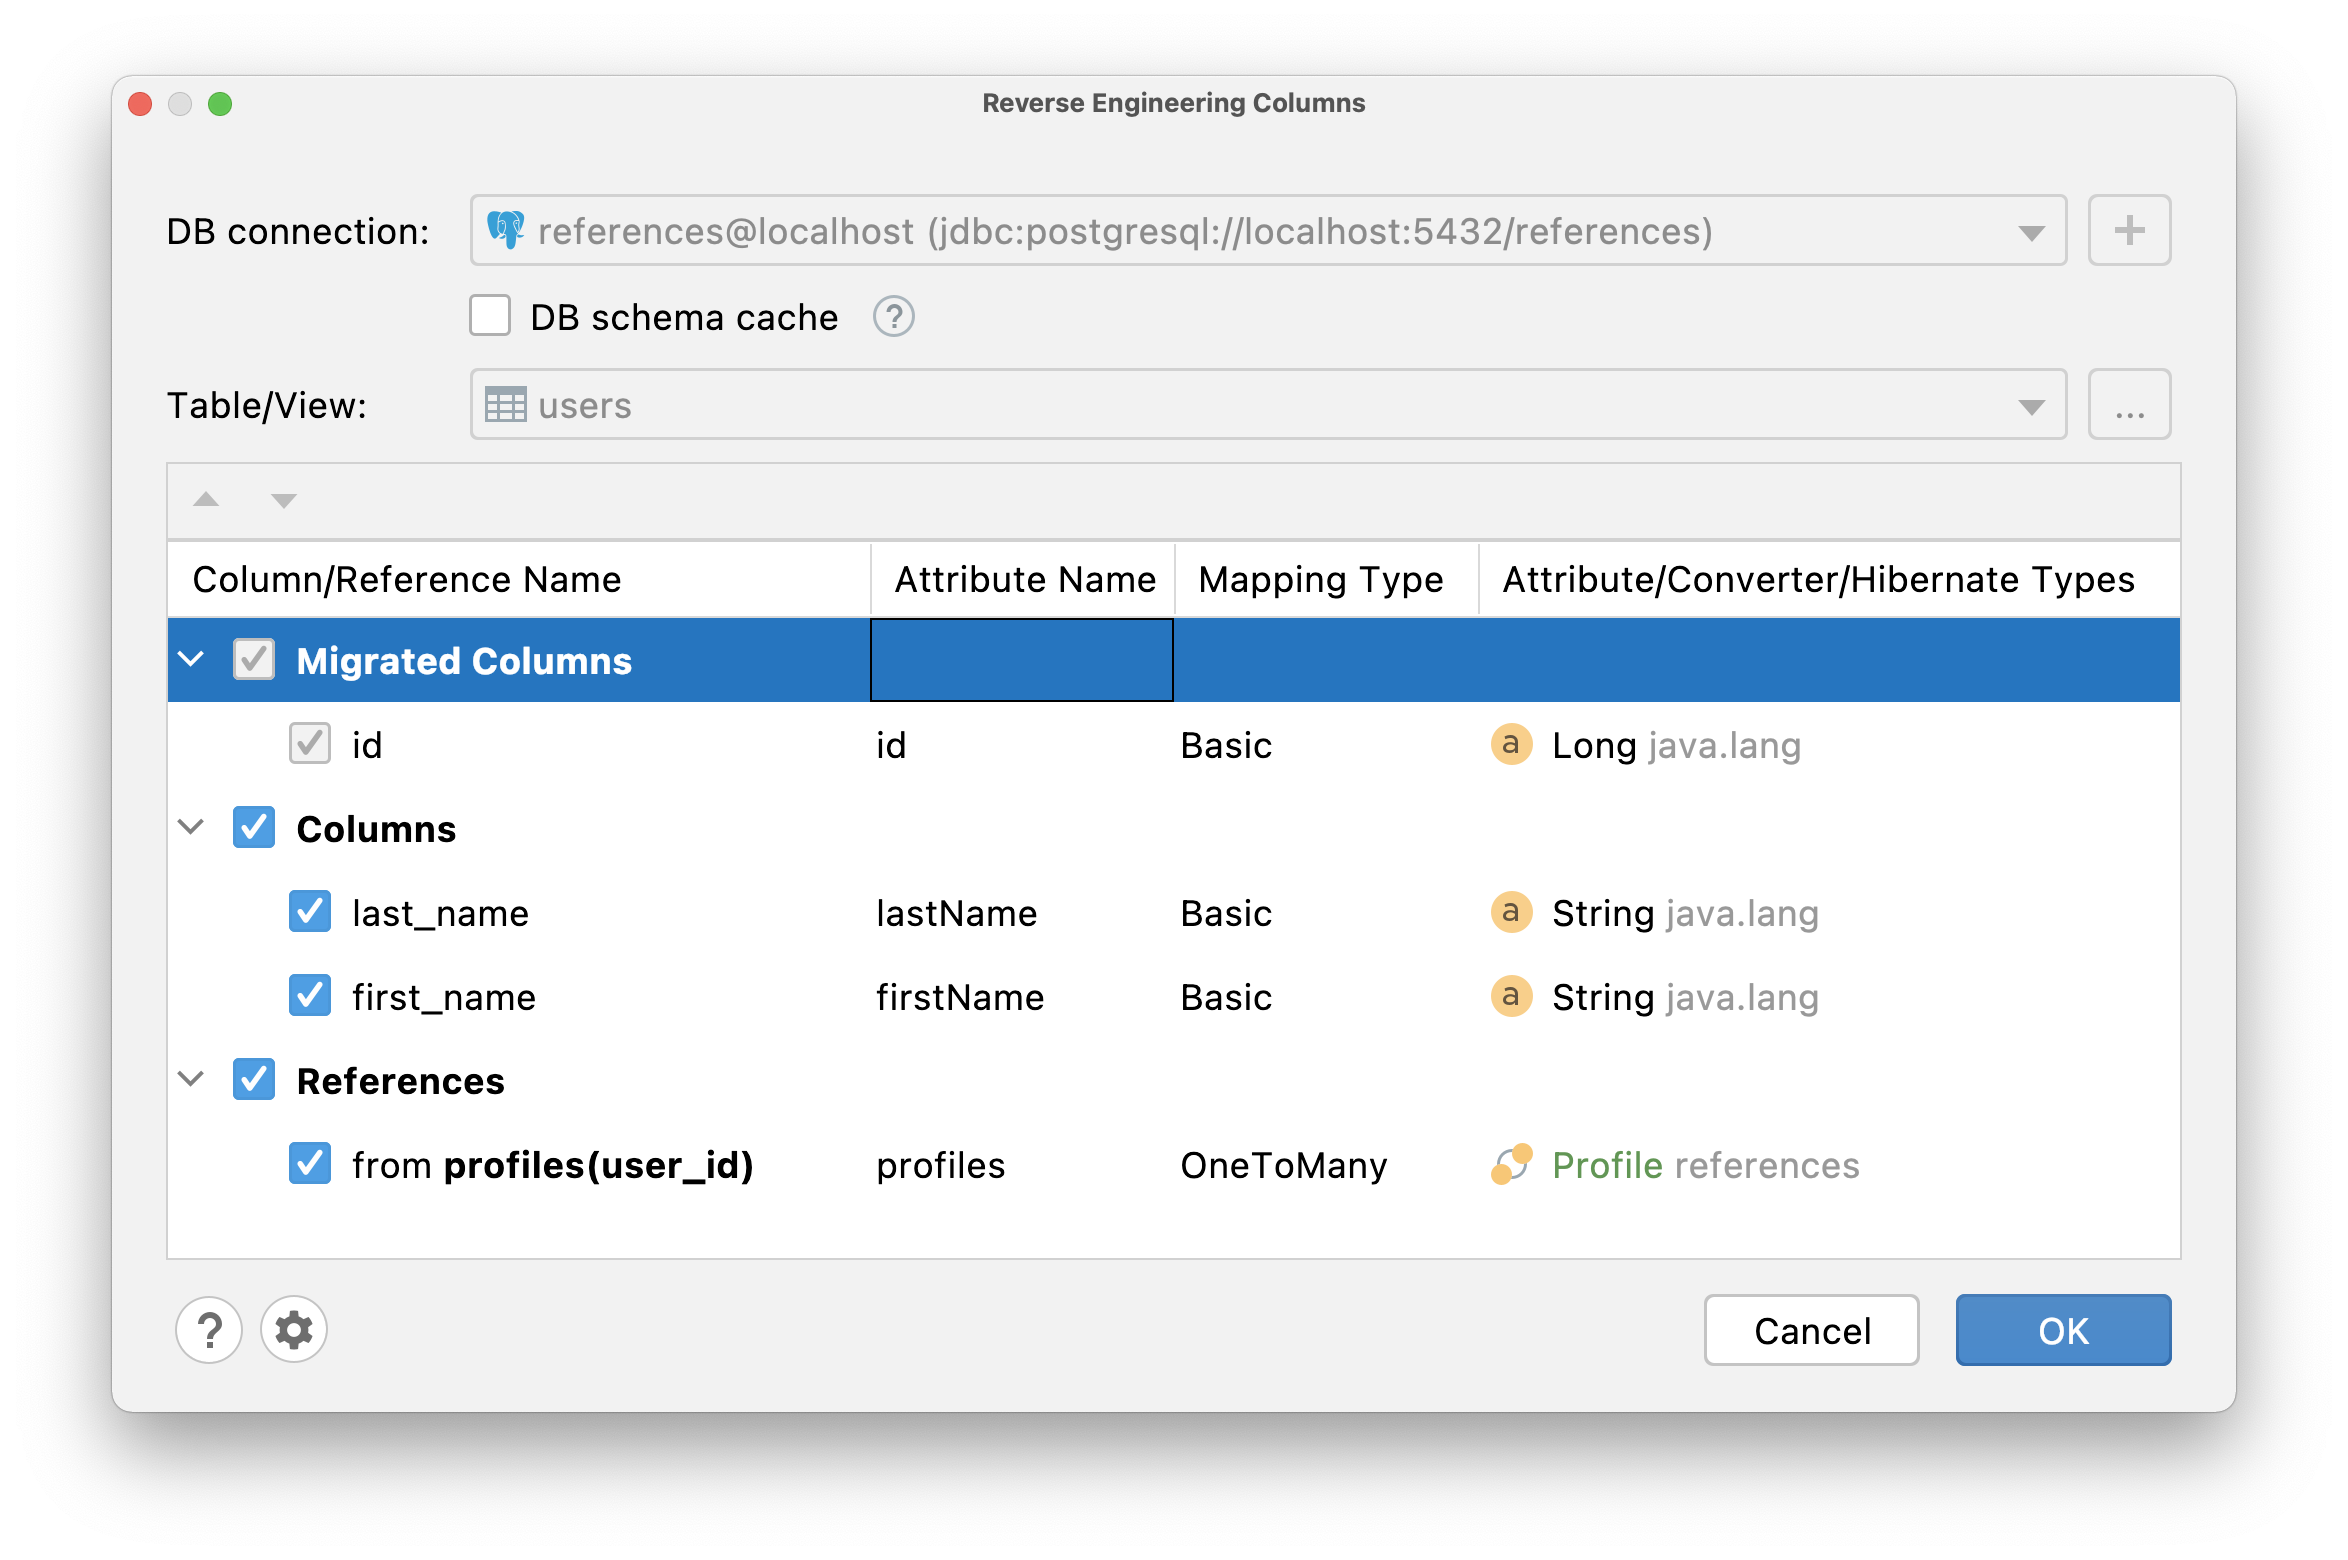 Reverse Engineering Columns
DB connection: references@localhost (jdbc:postgresql://localhost:5432/references) +
DB schema cache ?
Table/View: users ...
Column/Reference Name Attribute Name Mapping Type Attribute/Converter/Hibernate Types
Migrated Columns
id id Basic a Long java.lang
Columns
last_name lastName Basic a String java.lang
first_name firstName Basic a String java.lang
References
from profiles(user_id) profiles OneToMany Profile references
? Cancel OK